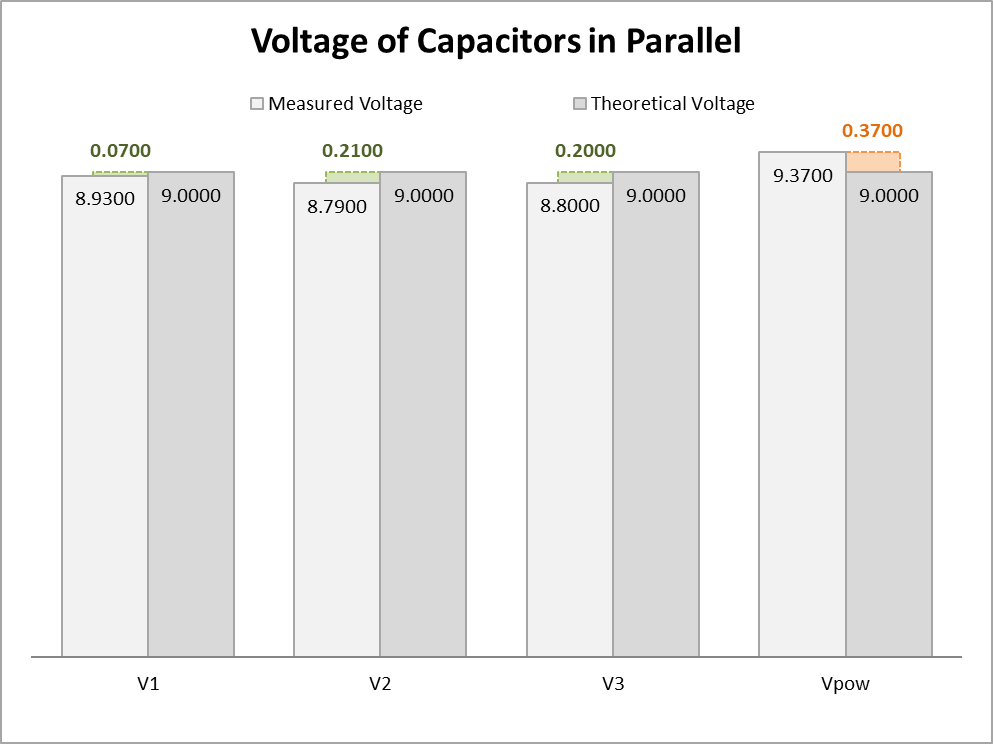 Voltage of Capacitors in Parallel
Measured Voltage
Theoretical Voltage
0.0700
0.2100
0.2000
0.3700
8.9300
9.0000
8.7900
9.0000
8.8000
9.0000
9.3700
9.0000
V1
V2
V3
Vpow